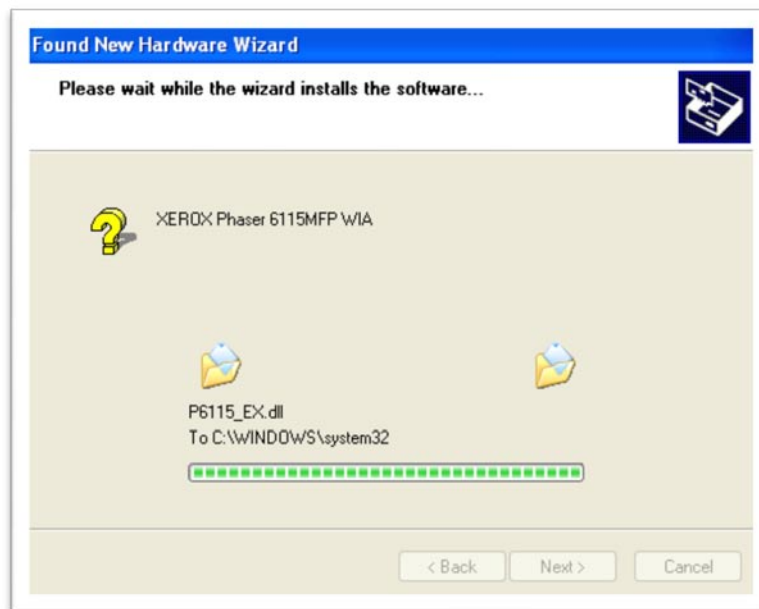 Found New Hardware Wizard
Please wait while the wizard installs the software...
XEROX Phaser 6115MFP WIA
P6115_EX.dll
To C:\WINDOWS\system32
< Back Next > Cancel